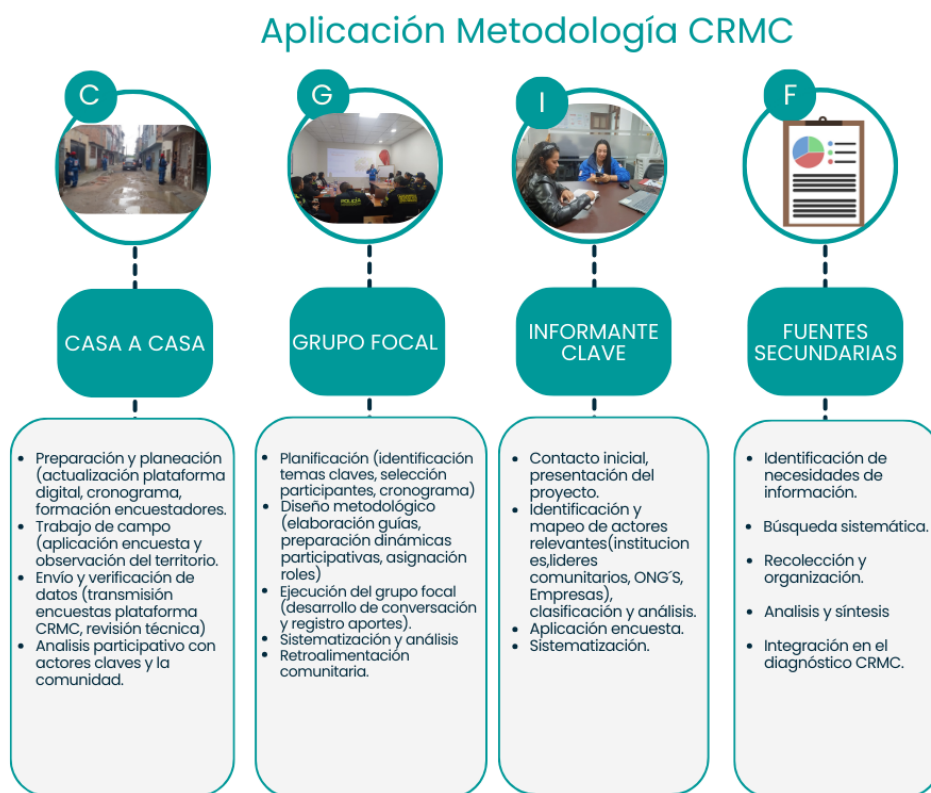 Aplicación Metodología CRMC
C
G
I
F
POLICÍA
CASA A CASA
GRUPO FOCAL
INFORMANTE
CLAVE
FUENTES
SECUNDARIAS
• Preparación y planeación
(actualización plataforma
digital, cronograma,
formación encuestadores.
• Trabajo de campo
(aplicación encuesta y
observación del territorio.
• Envío y verificación de
datos (transmisión
encuestas plataforma
CRMC, revisión técnica)
• Analisis participativo con
actores claves y la
comunidad.
• Planificación (identificación
temas claves, selección
participantes, cronograma)
• Diseño metodológico
(elaboración guías,
preparación dinámicas
participativas, asignación
roles)
• Ejecución del grupo focal
(desarrollo de conversación
y registro aportes).
• Sistematización y análisis
• Retroalimentación
comunitaria.
• Contacto inicial,
presentación del
proyecto.
• Identificación y
mapeo de actores
relevantes(institucion
es,líderes
comunitarios, ONG´S,
Empresas),
clasificación y análisis.
• Aplicación encuesta.
• Sistematización.
• Identificación de
necesidades de
información.
• Búsqueda sistemática.
• Recolección y
organización.
• Analisis y síntesis
• Integración en el
diagnóstico CRMC.